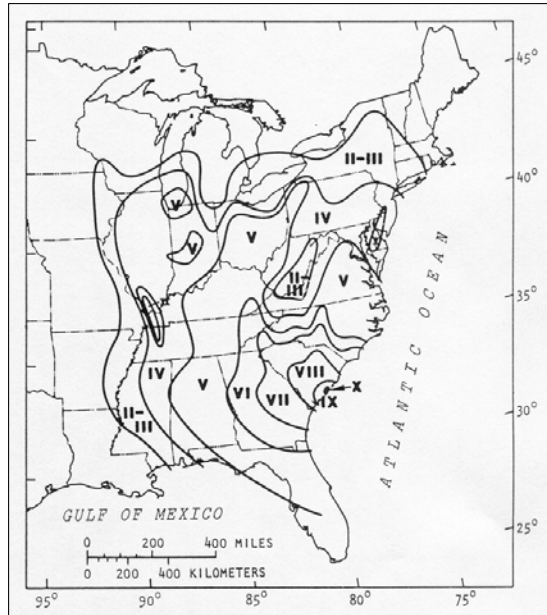 45°
II-III
40°
V
IV
V
V
V
II-
III
V
35°
VIII
IV
X
V
VI
VII
IX
II-
III
30°
ATLANTIC OCEAN
GULF OF MEXICO
0 200 400 MILES
25°
0 200 400 KILOMETERS
95° 90° 85° 80° 75°